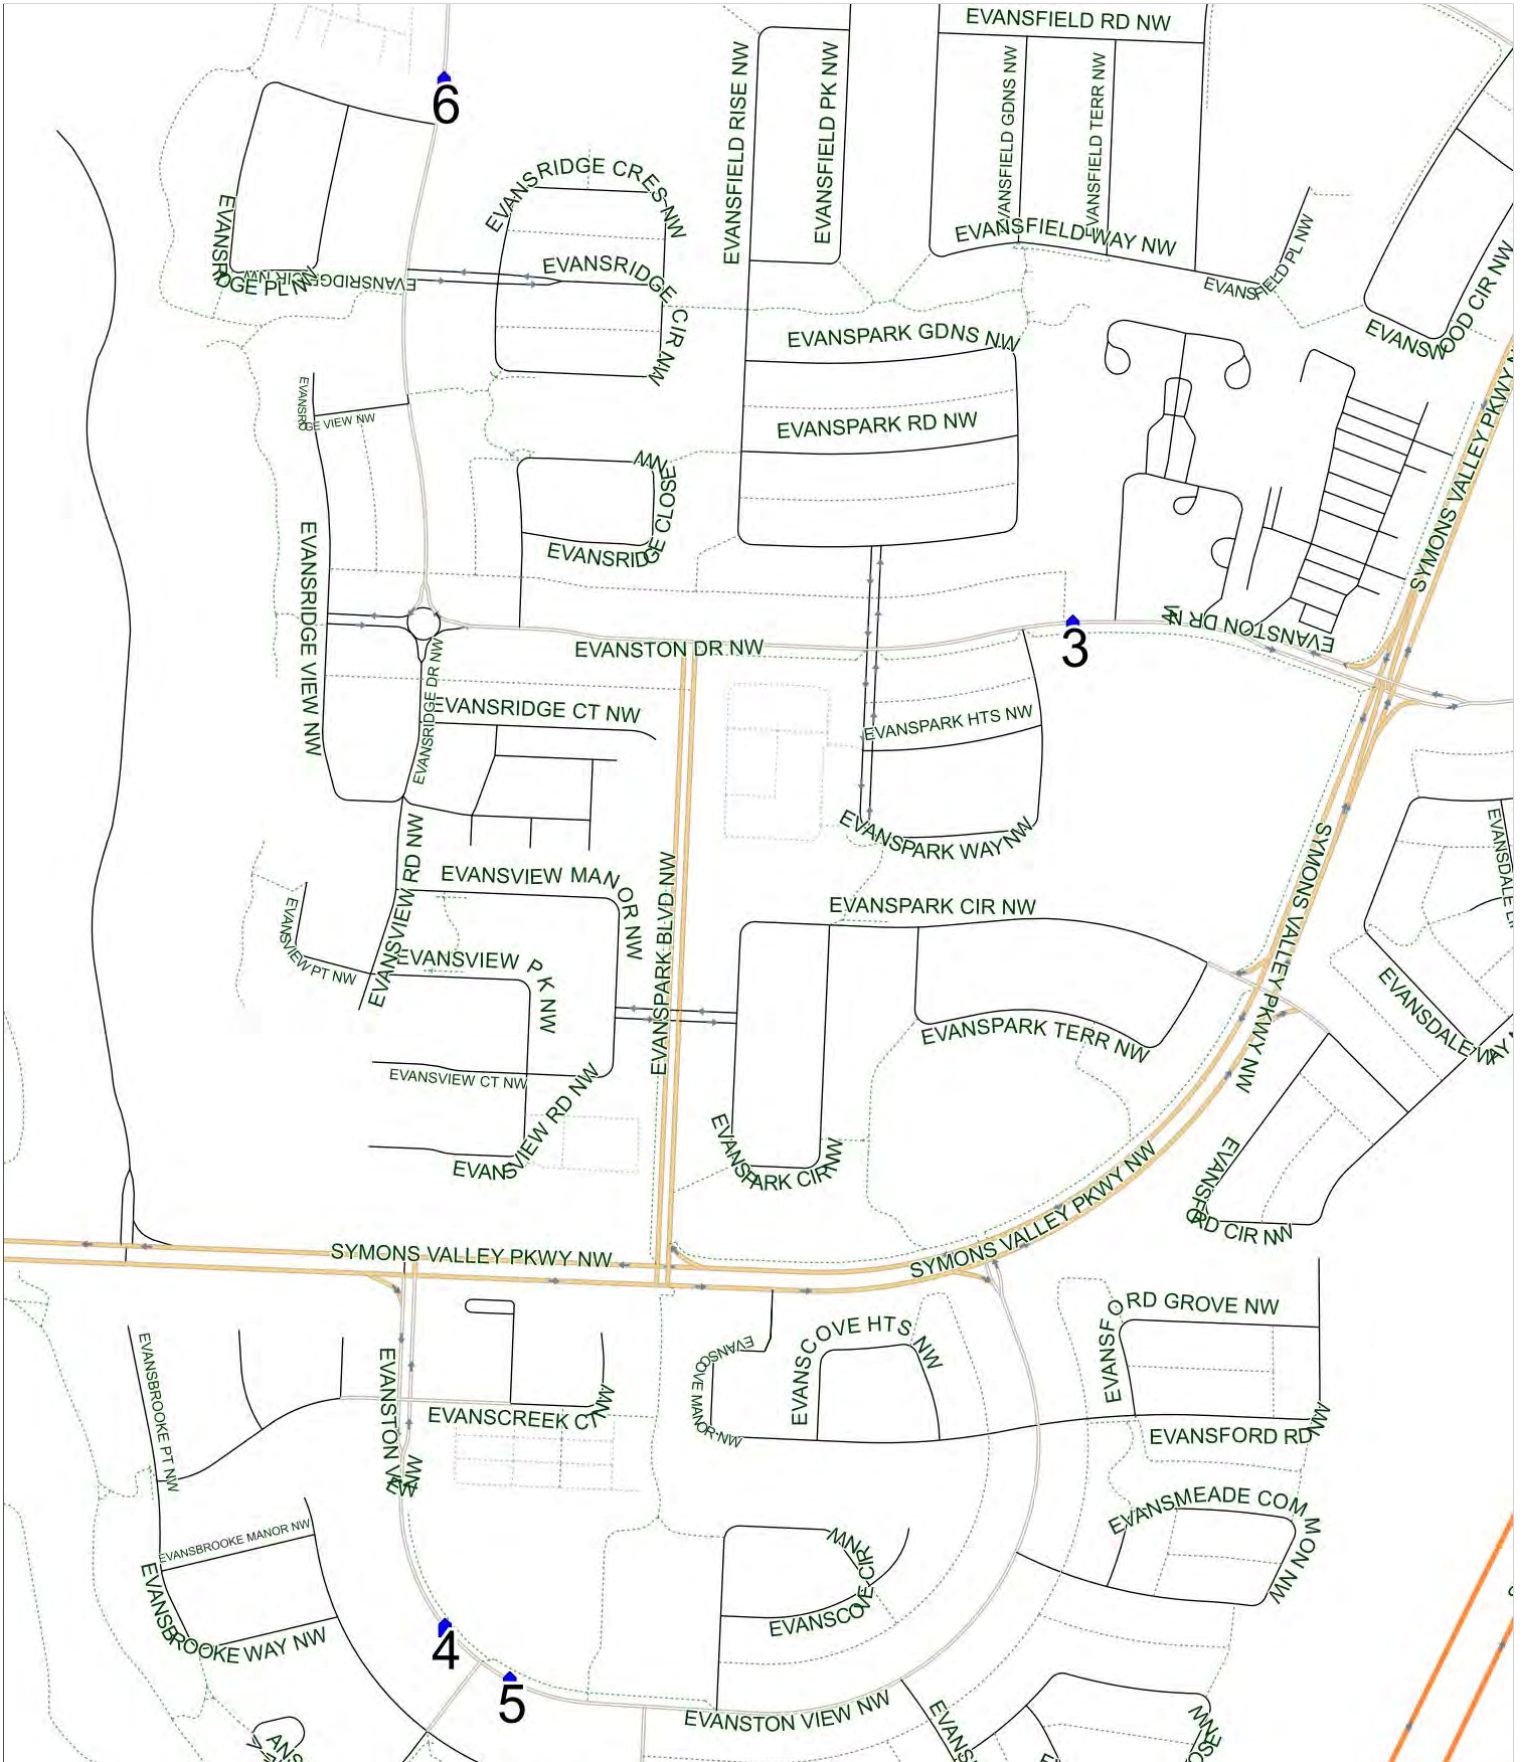 EVANSFIELD RD NW
6
EVANSFIELD RISE NW
EVANSFIELD PK NW
EVANSFIELD GDNS NW
EVANSFIELD TERR NW
EVANSRIDGE CRES NW
EVANSRIDGE PL NW
EVANSRIDGE CIR NW
EVANSRIDGE CIR NW
EVANSFIELD WAY NW
EVANSFIELD PL NW
EVANSWOOD CIR NW
EVANSPARK GDNS NW
EVANSRIDGE VIEW NW
EVANSPARK RD NW
SYMONS VALLEY PKWY N
EVANSRIDGE CLOSE NW
EVANSRIDGE VIEW NW
EVANSTON DR NW
EVANSTON DR NW
3
EVANSRIDGE DR NW
EVANSRIDGE CT NW
EVANSPARK HTS NW
EVANSPARK WAY NW
SYMONS VALLEY PKWY NW
EVANSVIEW RD NW
EVANSVIEW MANOR NW
EVANSPARK BLVD NW
EVANSPARK CIR NW
EVANSVIEW PT NW
EVANSVIEW PK NW
EVANSPARK TERR NW
EVANSDALE WAY
EVANSVIEW CT NW
EVANSVIEW RD NW
EVANSPARK CIR NW
EVANSFORD CIR NW
SYMONS VALLEY PKWY NW
SYMONS VALLEY PKWY NW
EVANSBROOKE PT NW
EVANSTON VIEW NW
EVANSCREEK CT NW
EVANSCOVE MANOR NW
EVANSCOVE HTS NW
EVANSFORD GROVE NW
EVANSFORD RD NW
EVANSMEADE COMMON NW
EVANSBROOKE MANOR NW
EVANSBROOKE WAY NW
EVANSCOVE CIR NW
4
5
EVANSTON VIEW NW
EVANS